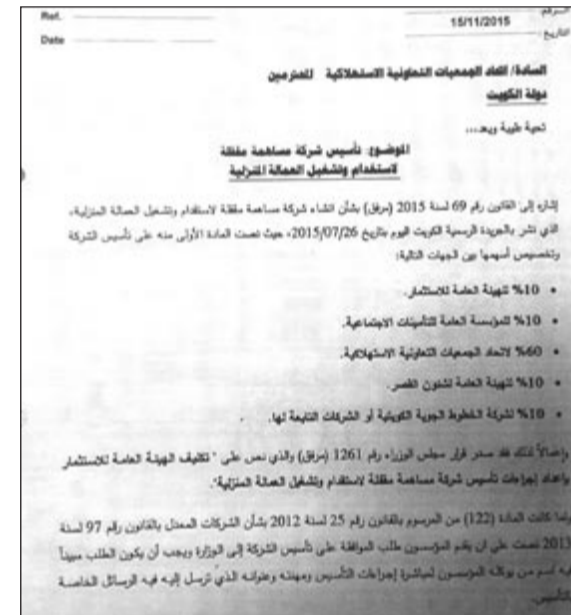 Ref.
الرقم
15/11/2015
Date
التاريخ
السادة/ اتحاد الجمعيات التعاونية الاستهلاكية المحترمين
دولة الكويت
تحية طيبة وبعد....
الموضوع: تأسيس شركة مساهمة مقفلة
لاستقدام وتشغيل العمالة المنزلية
إشارة إلى القانون رقم 69 لسنة 2015 (مرفق) بشأن انشاء شركة مساهمة مقفلة لاستقدام وتشغيل العمالة المنزلية،
الذي نشر بالجريدة الرسمية الكويت اليوم بتاريخ 2015/07/26، حيث نصت المادة الأولى منه على تأسيس الشركة
وتخصيص أسهمها بين الجهات التالية:
• 10% للهيئة العامة للاستثمار.
• 10% للمؤسسة العامة للتأمينات الاجتماعية.
• 60% لاتحاد الجمعيات التعاونية الاستهلاكية.
• 10% للهيئة العامة لشئون القصر.
• 10% لشركة الخطوط الجوية الكويتية أو الشركات التابعة لها.
وإعمالاً لذلك فقد صدر قرار مجلس الوزراء رقم 1261 (مرفق) والذي نص على " تكليف الهيئة العامة للاستثمار
وإعداد إجراءات تأسيس شركة مساهمة مقفلة لاستقدام وتشغيل العمالة المنزلية".
ولما كانت المادة (122) من المرسوم بالقانون رقم 25 لسنة 2012 بشأن الشركات المعدل بالقانون رقم 97 لسنة
2013 نصت على ان يقدم المؤسسون طلب الموافقة على تأسيس الشركة إلى الوزارة ويجب أن يكون الطلب مبيناً
فيه اسم من يوكله المؤسسون لمباشرة إجراءات التأسيس ومهنته وعنوانه الذي ترسل إليه فيه الرسائل الخاصة
بالتأسيس.